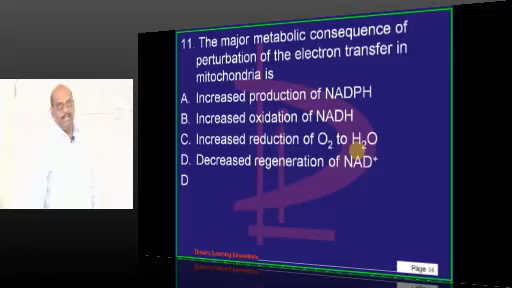 11. The major metabolic consequence of
perturbation of the electron transfer in
mitochondria is
A. Increased production of NADPH
B. Increased oxidation of NADH
C. Increased reduction of O₂ to H₂O
D. Decreased regeneration of NAD⁺
D
Page 36